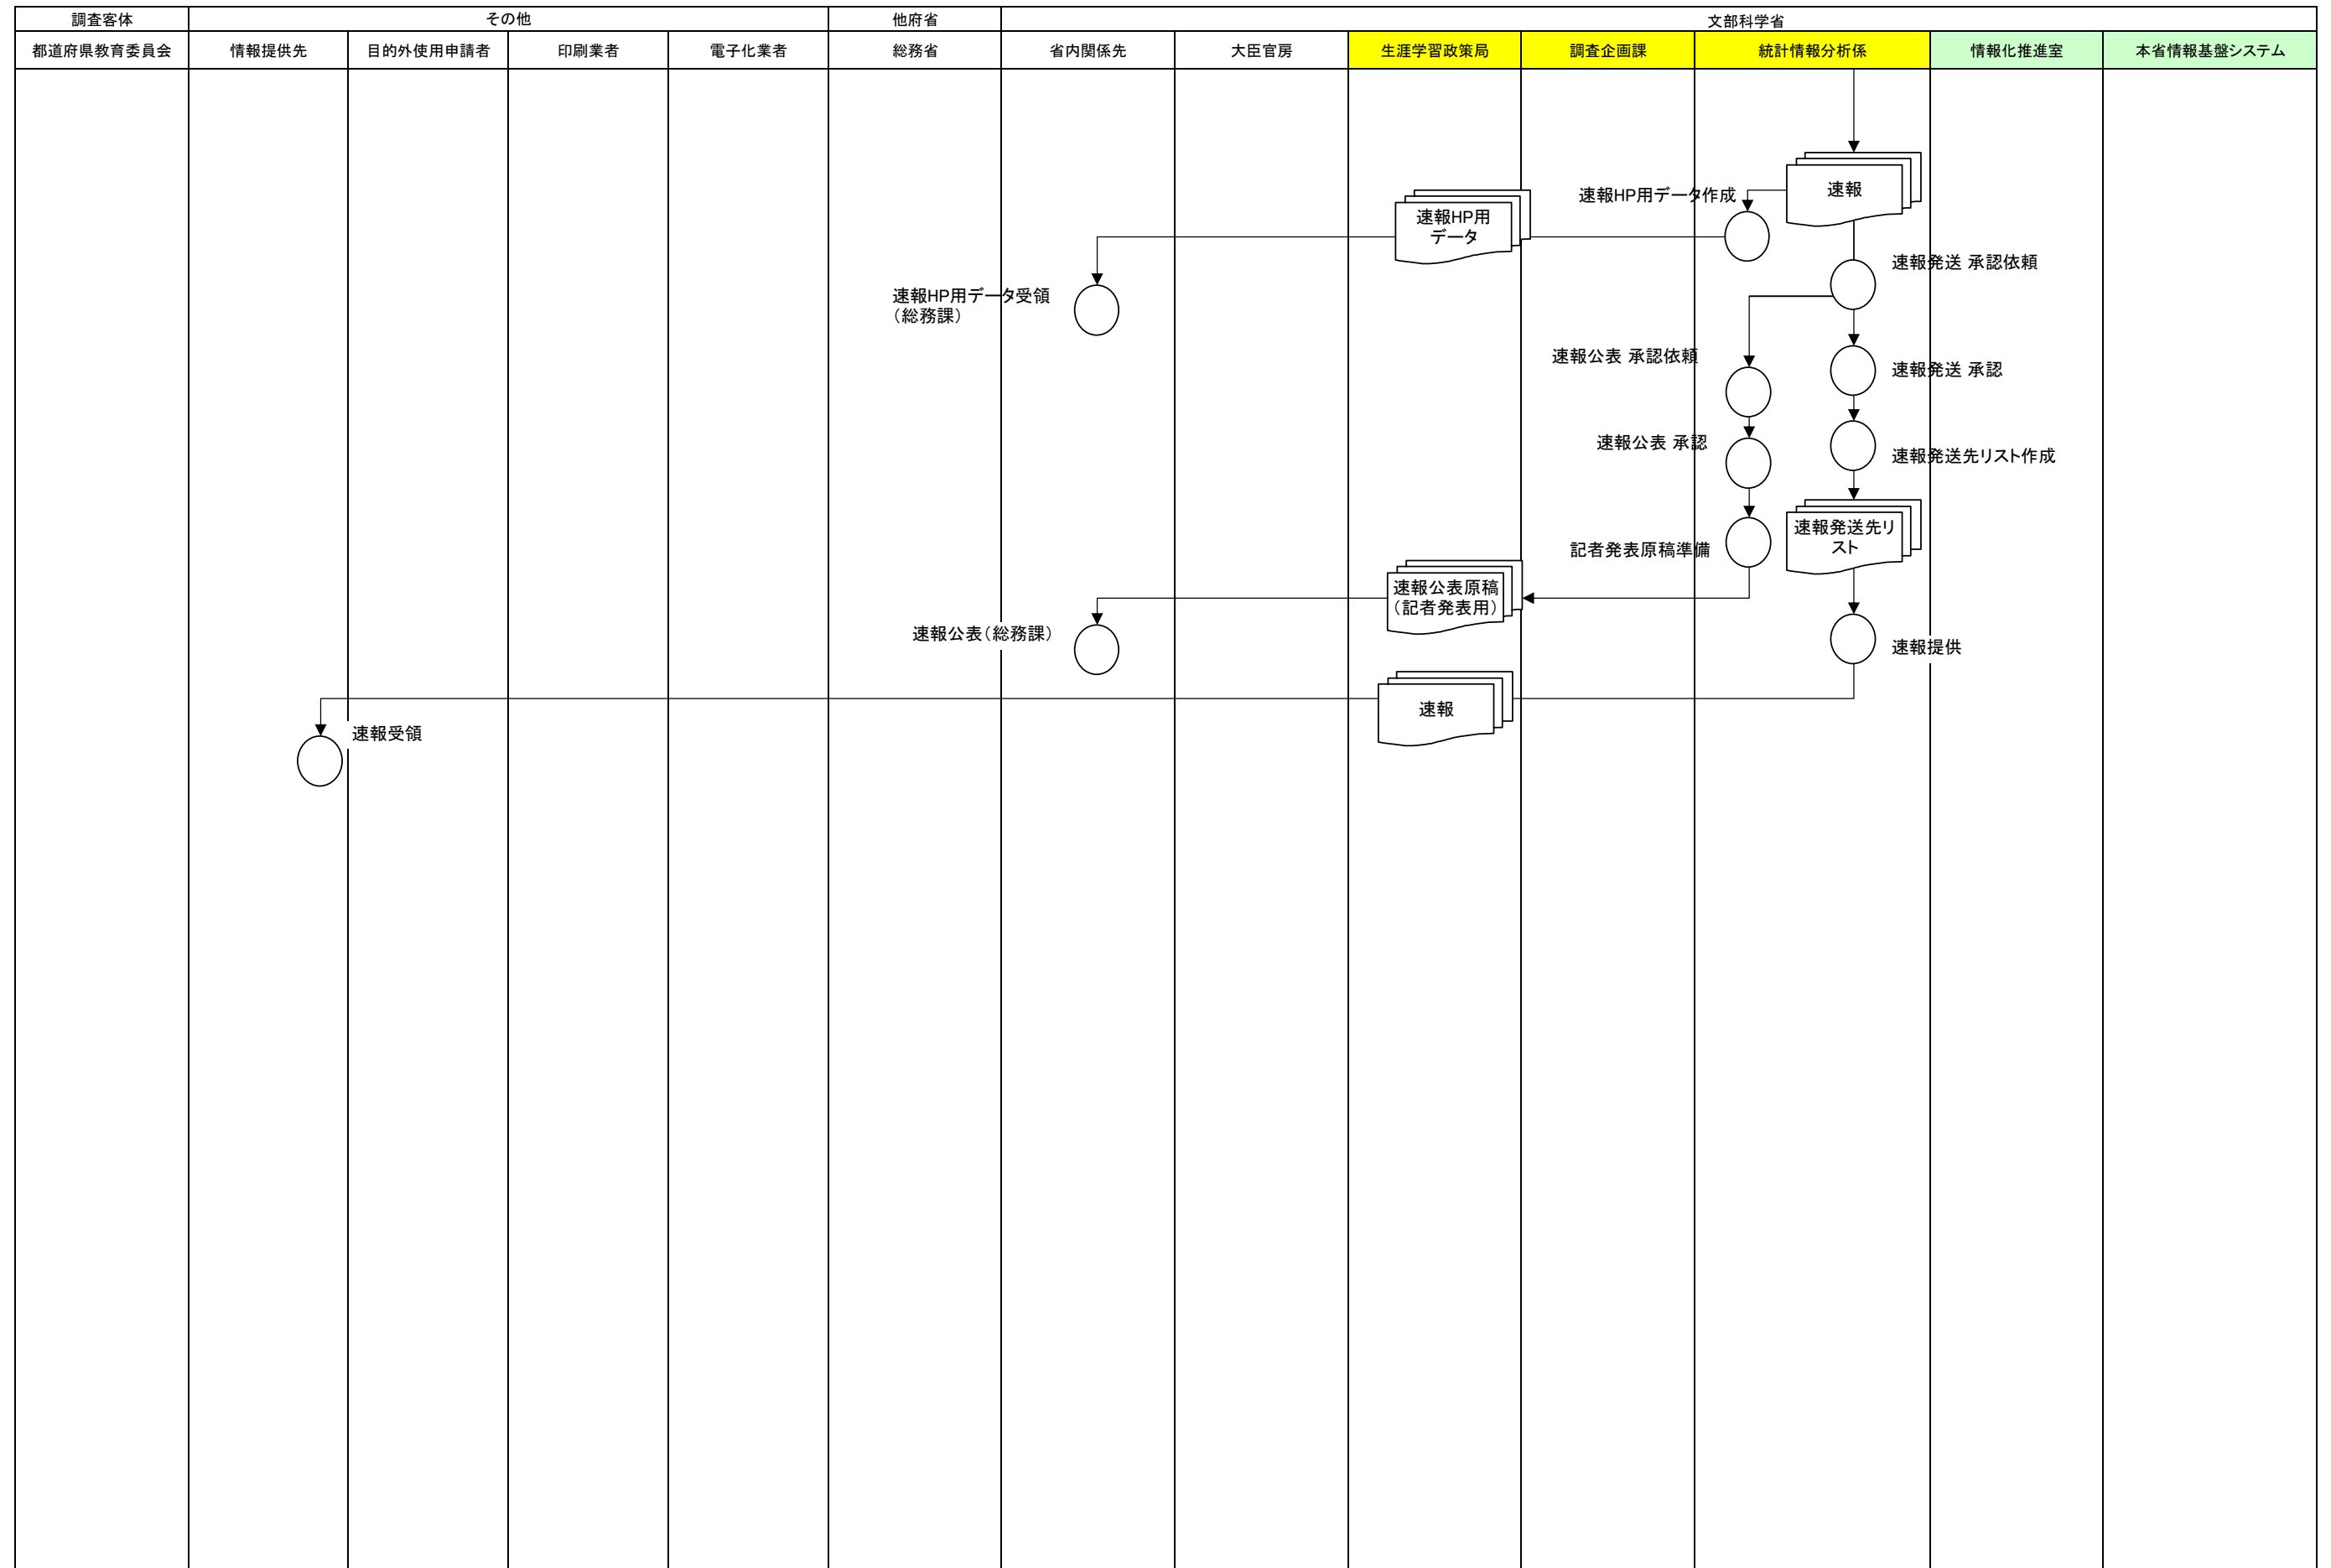 調査客体
その他
他府省
文部科学省
都道府県教育委員会
情報提供先
目的外使用申請者
印刷業者
電子化業者
総務省
省内関係先
大臣官房
生涯学習政策局
調査企画課
統計情報分析係
情報化推進室
本省情報基盤システム
速報
速報HP用データ作成
速報HP用
データ
速報発送 承認依頼
速報HP用データ受領
（総務課）
速報公表 承認依頼
速報発送 承認
速報公表 承認
速報発送先リスト作成
速報発送先リ
スト
記者発表原稿準備
速報公表原稿
（記者発表用）
速報公表（総務課）
速報提供
速報
速報受領